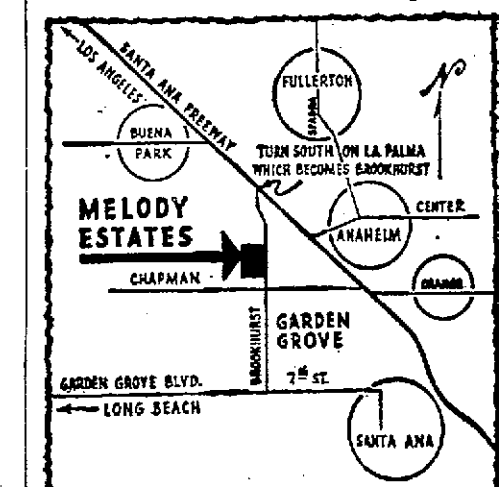 LOS ANGELES
SANTA ANA FREEWAY
FULLERTON
SPADRA
N
BUENA
PARK
TURN SOUTH ON LA PALMA
WHICH BECOMES BROOKHURST
MELODY
ESTATES
CENTER
ANAHEIM
CHAPMAN
ORANGE
BROOKHURST
GARDEN
GROVE
GARDEN GROVE BLVD.
7TH ST.
LONG BEACH
SANTA ANA